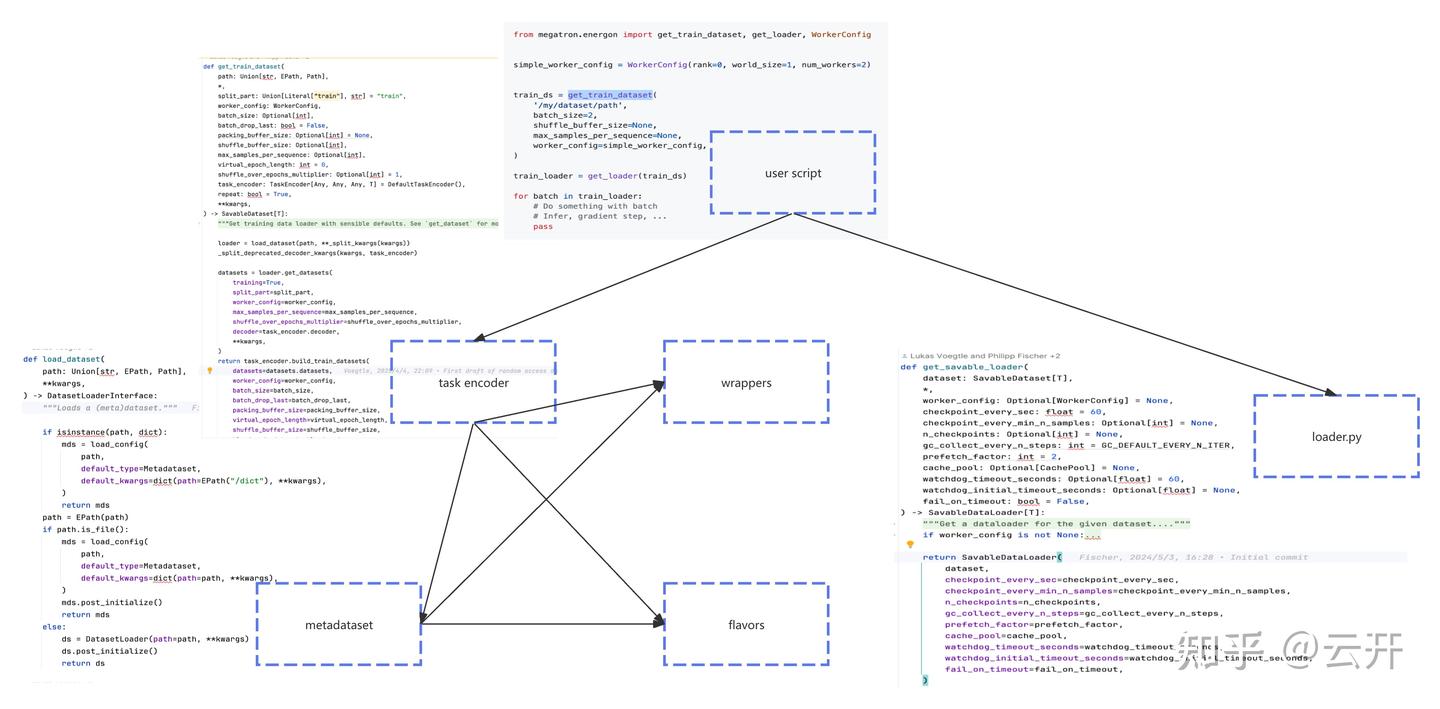 from megatron.energon import get_train_dataset, get_loader, WorkerConfig
simple_worker_config = WorkerConfig(rank=0, world_size=1, num_workers=2)
train_ds = get_train_dataset(
'/my/dataset/path',
batch_size=2,
shuffle_buffer_size=None,
max_samples_per_sequence=None,
worker_config=simple_worker_config,
)
train_loader = get_loader(train_ds)
for batch in train_loader:
# Do something with batch
# Infer, gradient step, ...
pass
user script
def get_train_dataset(
path: Union[str, EPath, Path],
*,
split_part: Union[Literal["train"], str] = "train",
worker_config: WorkerConfig,
batch_size: Optional[int],
batch_drop_last: bool = False,
packing_buffer_size: Optional[int] = None,
shuffle_buffer_size: Optional[int],
max_samples_per_sequence: Optional[int],
virtual_epoch_length: int = 0,
shuffle_over_epochs_multiplier: Optional[int] = 1,
task_encoder: TaskEncoder[Any, Any, Any, T] = DefaultTaskEncoder(),
repeat: bool = True,
**kwargs,
) -> SavableDataset[T]:
"""Get training data loader with sensible defaults. See `get_dataset` for mo
loader = load_dataset(path, **_split_kwargs(kwargs))
_split_deprecated_decoder_kwargs(kwargs, task_encoder)
datasets = loader.get_datasets(
training=True,
split_part=split_part,
worker_config=worker_config,
max_samples_per_sequence=max_samples_per_sequence,
shuffle_over_epochs_multiplier=shuffle_over_epochs_multiplier,
decoder=task_encoder.decoder,
**kwargs,
)
return task_encoder.build_train_datasets(
datasets=datasets.datasets, Voegtle, 2025/4/4, 22:09 • First draft of random access d
worker_config=worker_config,
batch_size=batch_size,
batch_drop_last=batch_drop_last,
packing_buffer_size=packing_buffer_size,
virtual_epoch_length=virtual_epoch_length,
shuffle_buffer_size=shuffle_buffer_size,
task encoder
wrappers
def load_dataset(
path: Union[str, EPath, Path],
**kwargs,
) -> DatasetLoaderInterface:
"""Loads a (meta)dataset."""
if isinstance(path, dict):
mds = load_config(
path,
default_type=Metadataset,
default_kwargs=dict(path=EPath("/dict"), **kwargs),
)
return mds
path = EPath(path)
if path.is_file():
mds = load_config(
path,
default_type=Metadataset,
default_kwargs=dict(path=path, **kwargs),
)
mds.post_initialize()
return mds
else:
ds = DatasetLoader(path=path, **kwargs)
ds.post_initialize()
return ds
metadataset
flavors
Lukas Voegtle and Philipp Fischer +2
def get_savable_loader(
dataset: SavableDataset[T],
*,
worker_config: Optional[WorkerConfig] = None,
checkpoint_every_sec: float = 60,
checkpoint_every_min_n_samples: Optional[int] = None,
n_checkpoints: Optional[int] = None,
gc_collect_every_n_steps: int = GC_DEFAULT_EVERY_N_ITER,
prefetch_factor: int = 2,
cache_pool: Optional[CachePool] = None,
watchdog_timeout_seconds: Optional[float] = 60,
watchdog_initial_timeout_seconds: Optional[float] = None,
fail_on_timeout: bool = False,
) -> SavableDataLoader[T]:
"""Get a dataloader for the given dataset...."""
if worker_config is not None:...
return SavableDataLoader( Fischer, 2024/5/3, 16:28 • Initial commit
dataset,
checkpoint_every_sec=checkpoint_every_sec,
checkpoint_every_min_n_samples=checkpoint_every_min_n_samples,
n_checkpoints=n_checkpoints,
gc_collect_every_n_steps=gc_collect_every_n_steps,
prefetch_factor=prefetch_factor,
cache_pool=cache_pool,
watchdog_timeout_seconds=watchdog_timeout_seconds,
watchdog_initial_timeout_seconds=watchdog_initial_timeout_seconds,
fail_on_timeout=fail_on_timeout,
)
loader.py
知乎 @云开